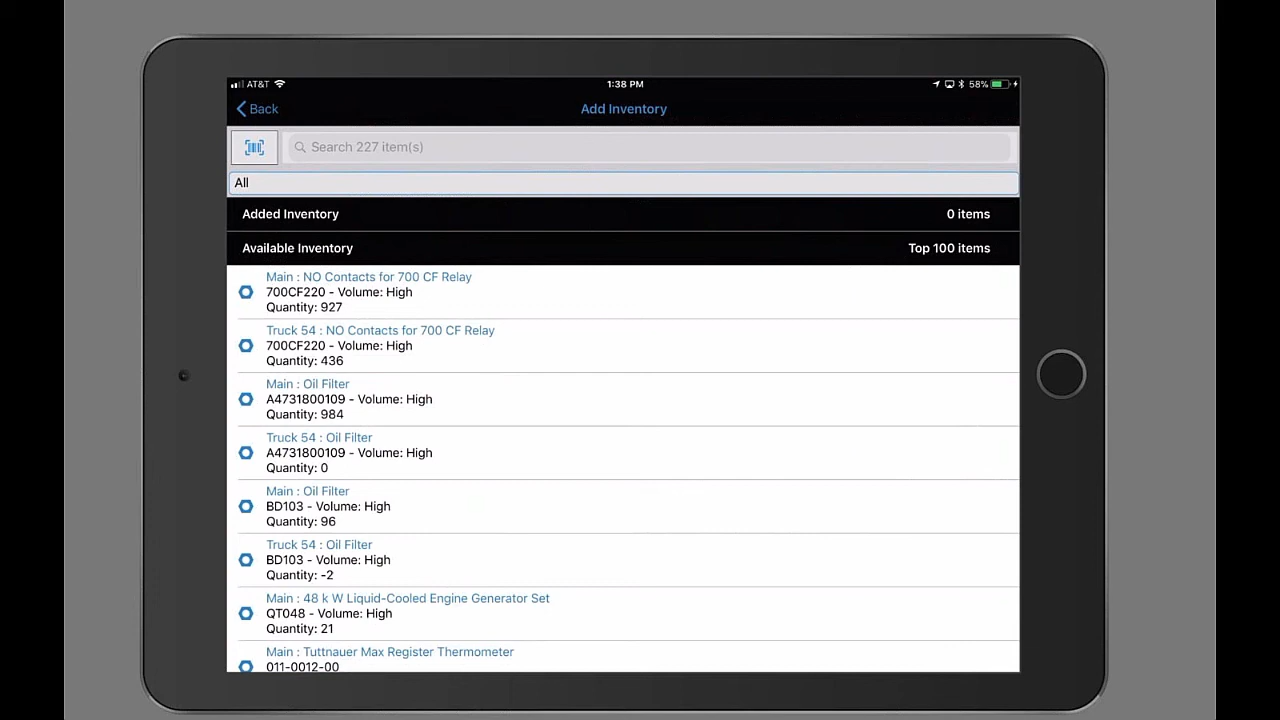 AT&T 1:38 PM 58%
Back Add Inventory
Search 227 item(s)
All
Added Inventory 0 items
Available Inventory Top 100 items
Main : NO Contacts for 700 CF Relay
700CF220 - Volume: High
Quantity: 927
Truck 54 : NO Contacts for 700 CF Relay
700CF220 - Volume: High
Quantity: 436
Main : Oil Filter
A4731800109 - Volume: High
Quantity: 984
Truck 54 : Oil Filter
A4731800109 - Volume: High
Quantity: 0
Main : Oil Filter
BD103 - Volume: High
Quantity: 96
Truck 54 : Oil Filter
BD103 - Volume: High
Quantity: -2
Main : 48 k W Liquid-Cooled Engine Generator Set
QT048 - Volume: High
Quantity: 21
Main : Tuttnauer Max Register Thermometer
011-0012-00